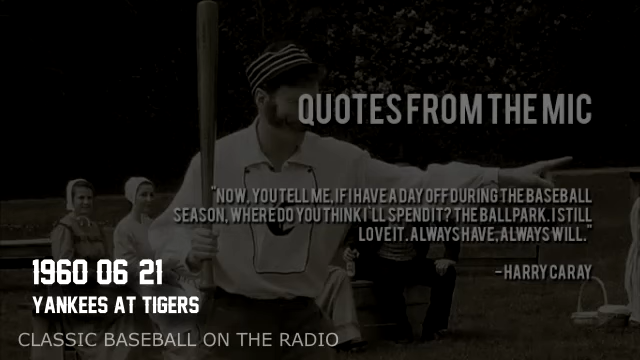 QUOTES FROM THE MIC
"NOW, YOU TELL ME, IF I HAVE A DAY OFF DURING THE BASEBALL
SEASON, WHERE DO YOU THINK I`LL SPEND IT? THE BALLPARK. I STILL
LOVE IT. ALWAYS HAVE, ALWAYS WILL."
-HARRY CARAY
1960 06 21
YANKEES AT TIGERS
CLASSIC BASEBALL ON THE RADIO